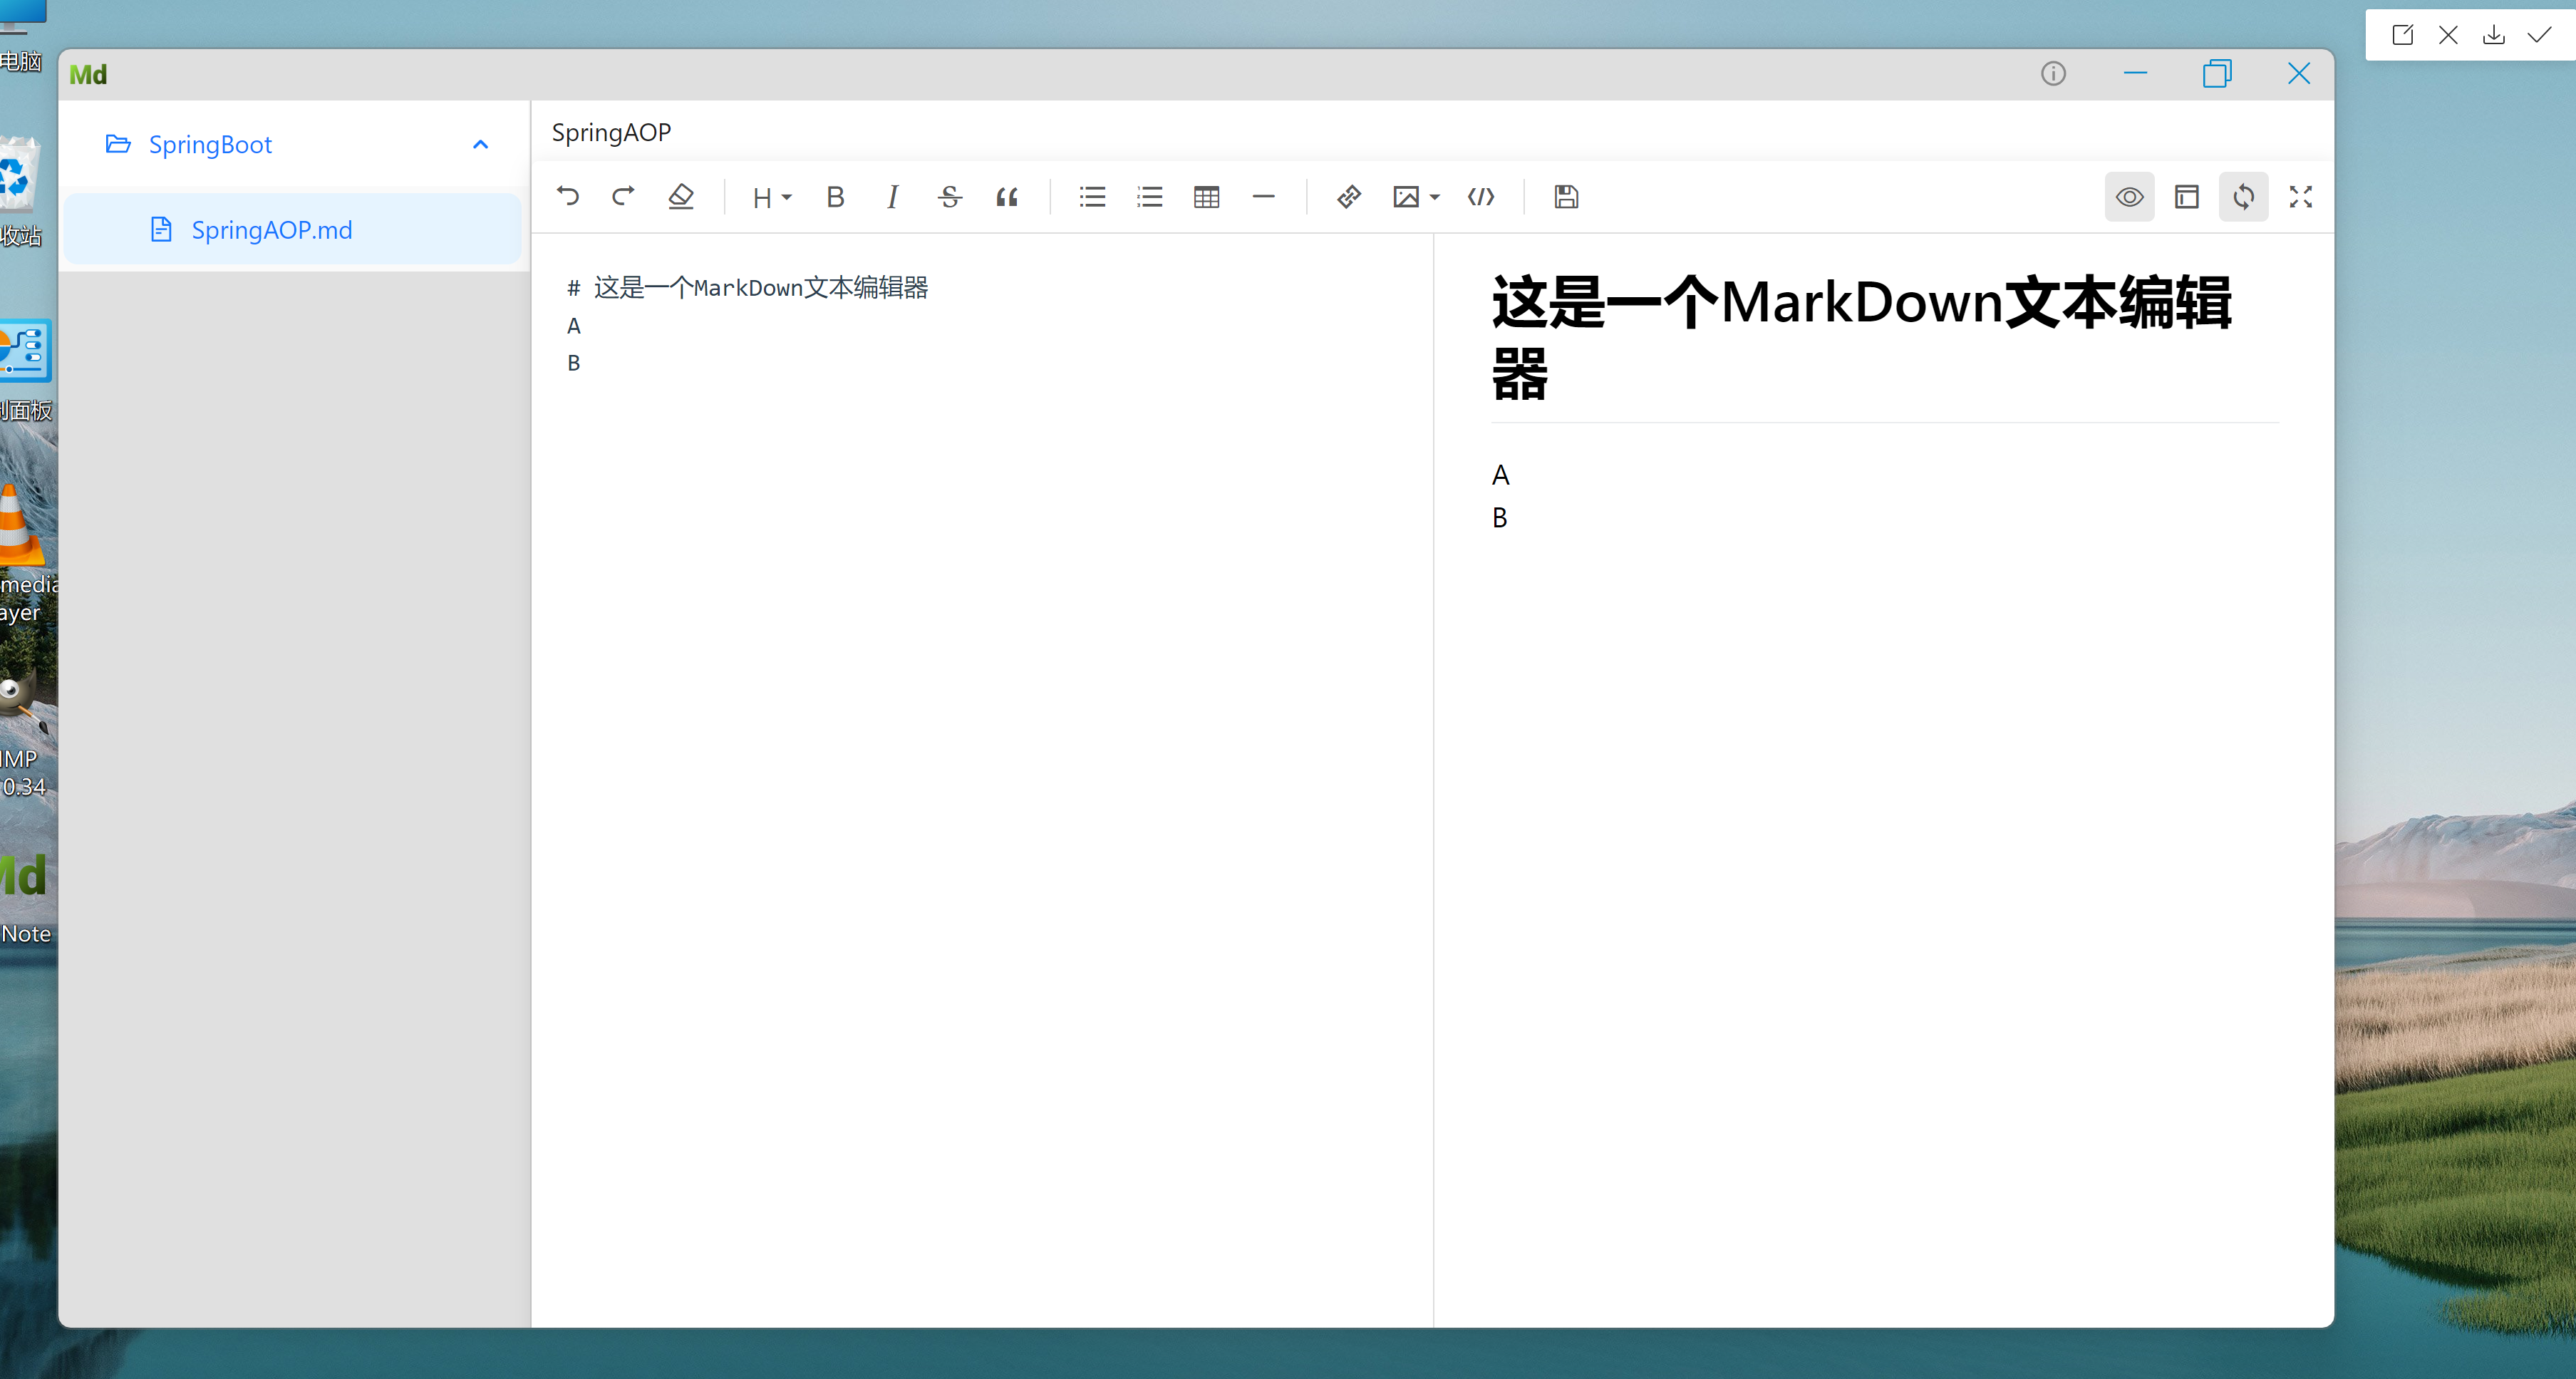 电脑
收站
制面板
media
ayer
IMP
0.34
Md
Note
Md
SpringBoot
SpringAOP.md
SpringAOP
H B I S
# 这是一个MarkDown文本编辑器
A
B
这是一个MarkDown文本编辑
器
A
B